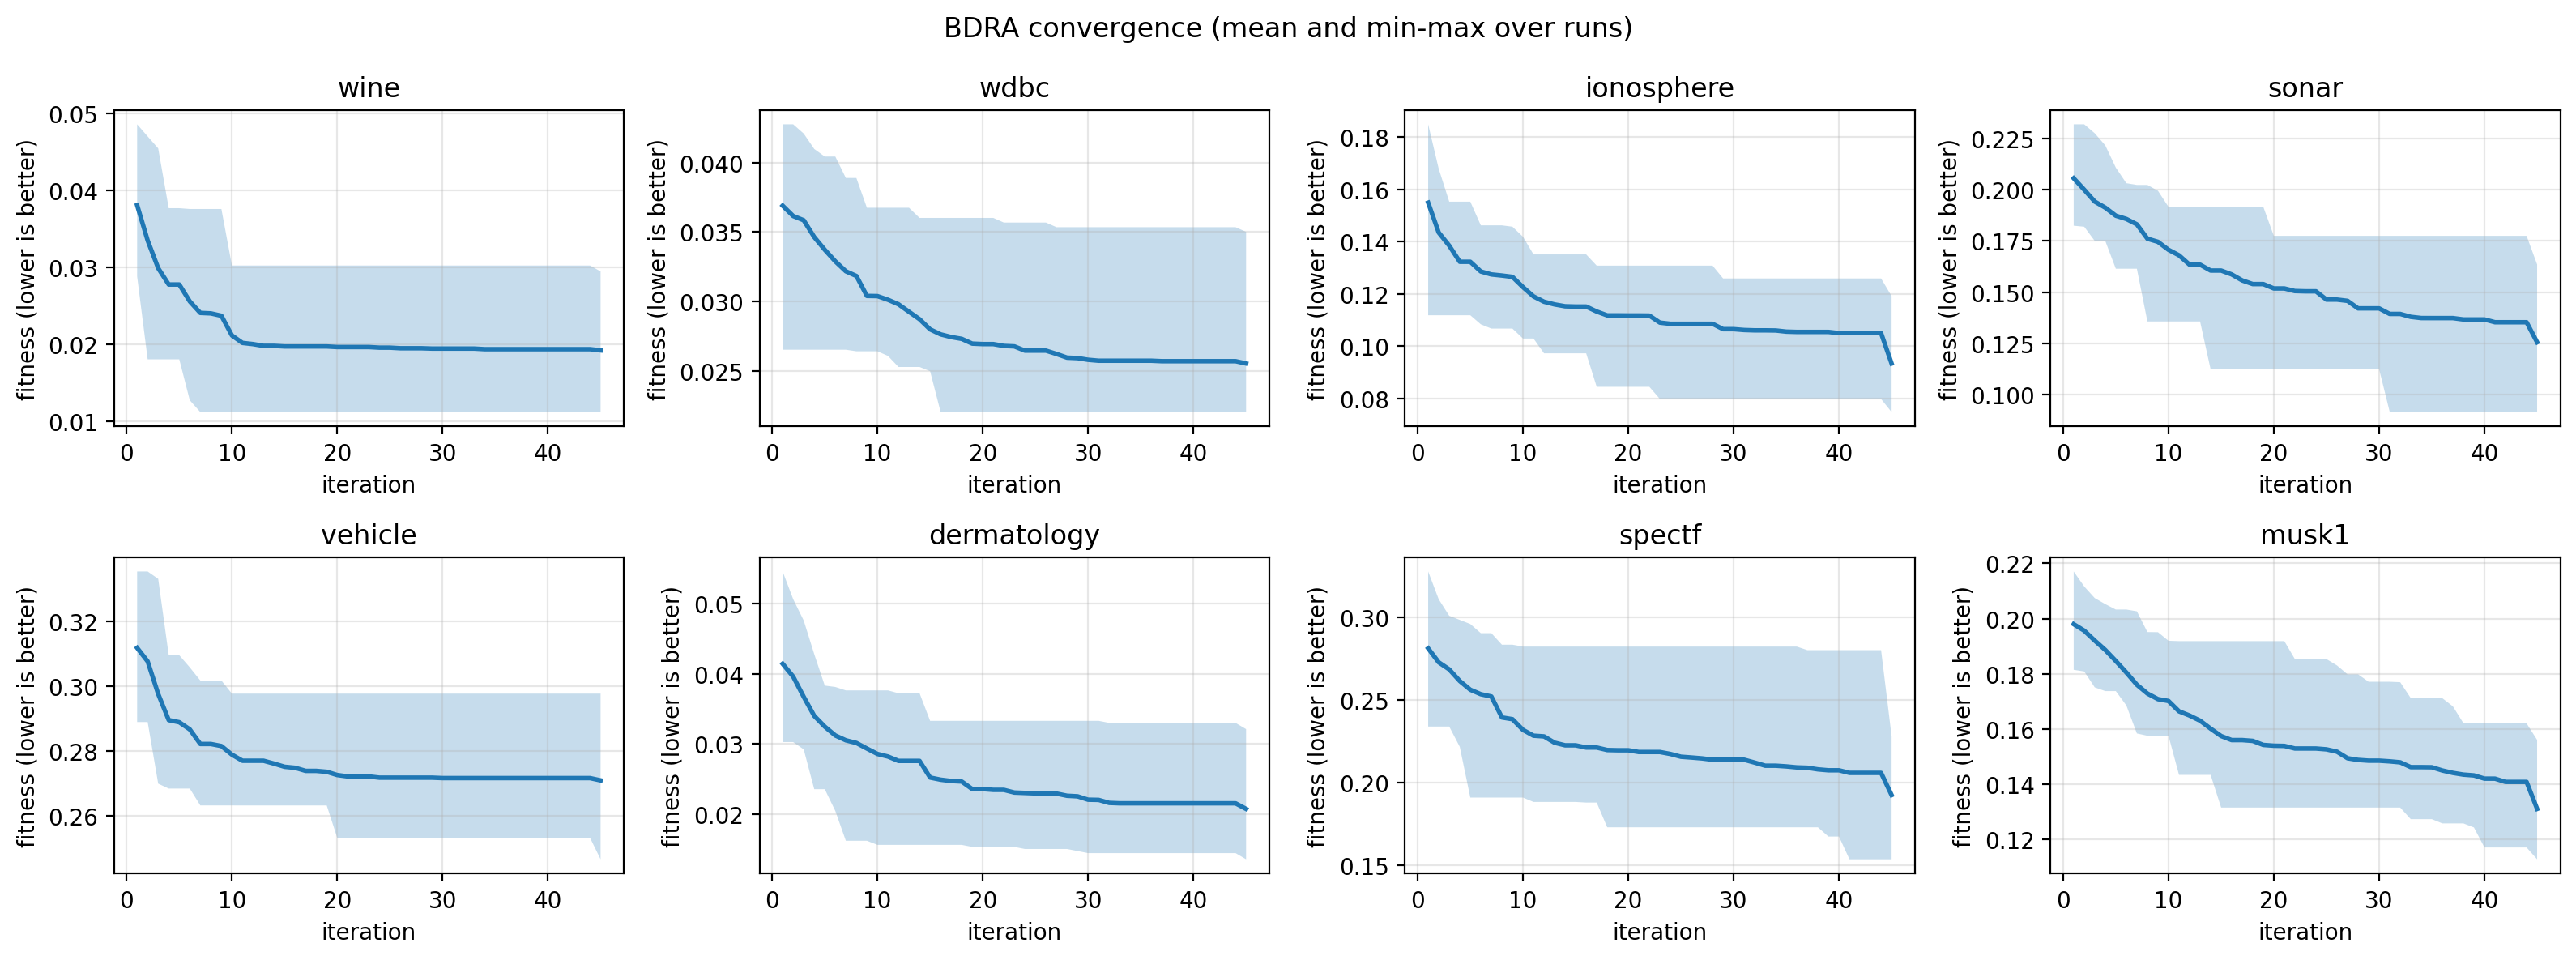 BDRA convergence (mean and min-max over runs)
wine
fitness (lower is better)
0.05
0.04
0.03
0.02
0.01
0 10 20 30 40
iteration
wdbc
fitness (lower is better)
0.040
0.035
0.030
0.025
0 10 20 30 40
iteration
ionosphere
fitness (lower is better)
0.18
0.16
0.14
0.12
0.10
0.08
0 10 20 30 40
iteration
sonar
fitness (lower is better)
0.225
0.200
0.175
0.150
0.125
0.100
0 10 20 30 40
iteration
vehicle
fitness (lower is better)
0.32
0.30
0.28
0.26
0 10 20 30 40
iteration
dermatology
fitness (lower is better)
0.05
0.04
0.03
0.02
0 10 20 30 40
iteration
spectf
fitness (lower is better)
0.30
0.25
0.20
0.15
0 10 20 30 40
iteration
musk1
fitness (lower is better)
0.22
0.20
0.18
0.16
0.14
0.12
0 10 20 30 40
iteration